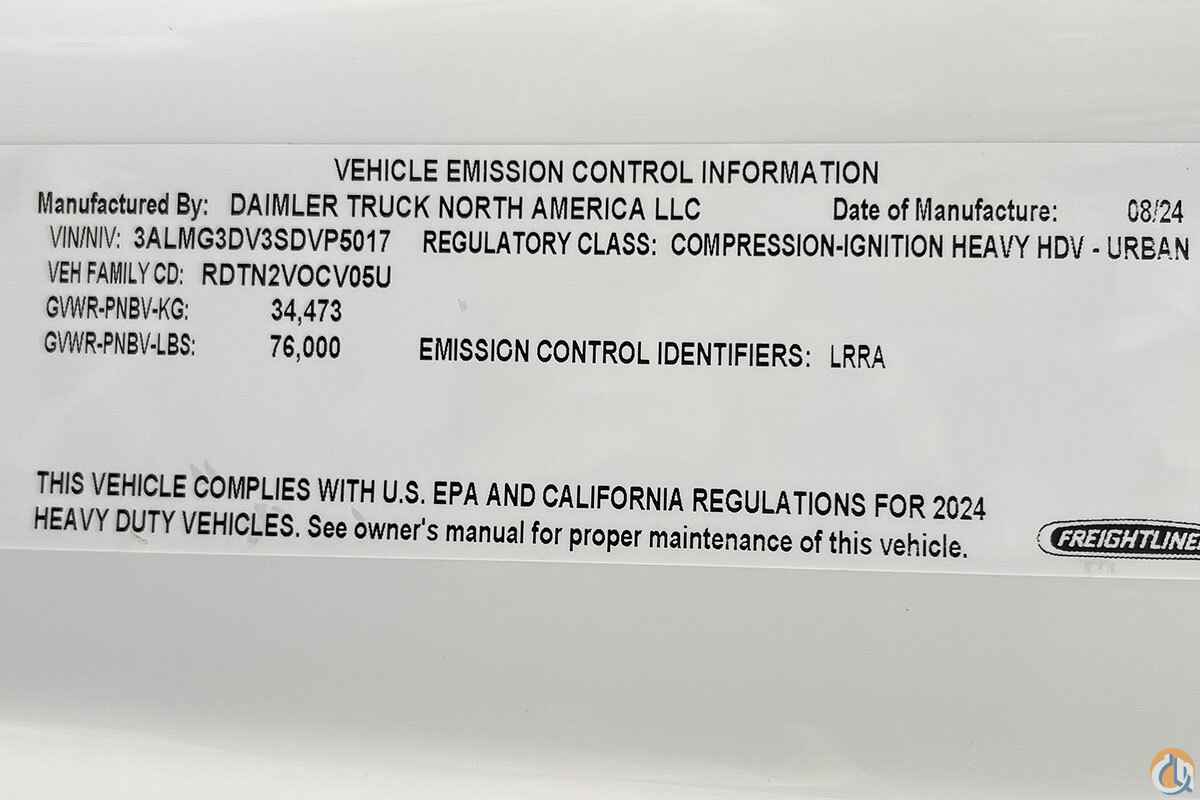 VEHICLE EMISSION CONTROL INFORMATION
Manufactured By: DAIMLER TRUCK NORTH AMERICA LLC Date of Manufacture: 08/24
VIN/NIV: 3ALMG3DV3SDVP5017 REGULATORY CLASS: COMPRESSION-IGNITION HEAVY HDV - URBAN
VEH FAMILY CD: RDTN2VOCV05U
GVWR-PNBV-KG: 34,473
GVWR-PNBV-LBS: 76,000 EMISSION CONTROL IDENTIFIERS: LRRA
THIS VEHICLE COMPLIES WITH U.S. EPA AND CALIFORNIA REGULATIONS FOR 2024
HEAVY DUTY VEHICLES. See owner's manual for proper maintenance of this vehicle.
FREIGHTLINE